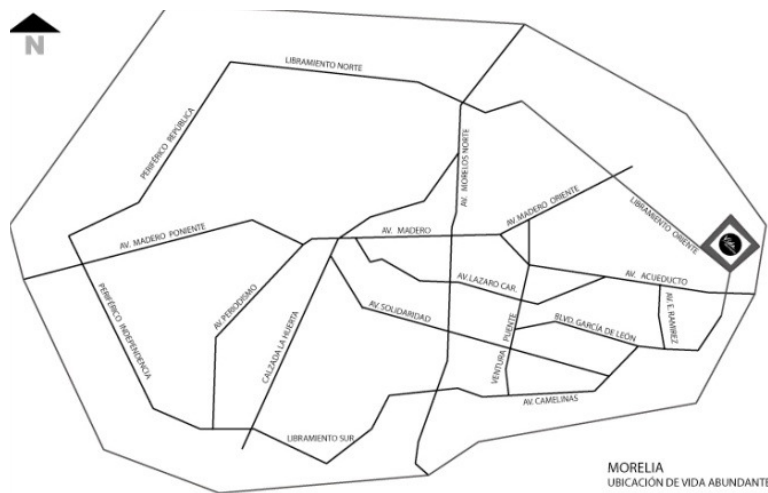 N
LIBRAMIENTO NORTE
PERIFÉRICO REPÚBLICA
AV. MORELOS NORTE
LIBRAMIENTO ORIENTE
AV. MADERO ORIENTE
AV. MADERO PONIENTE
AV. MADERO
AV. ACUEDUCTO
AV. LAZARO CAR.
PERIFÉRICO INDEPENDENCIA
AV. PERIODISMO
AV. SOLIDARIDAD
AV. E. RAMIREZ
CALZADA LA HUERTA
VENTURA PUENTE
BLVD. GARCÍA DE LEÓN
AV. CAMELINAS
LIBRAMIENTO SUR
MORELIA
UBICACIÓN DE VIDA ABUNDANTE